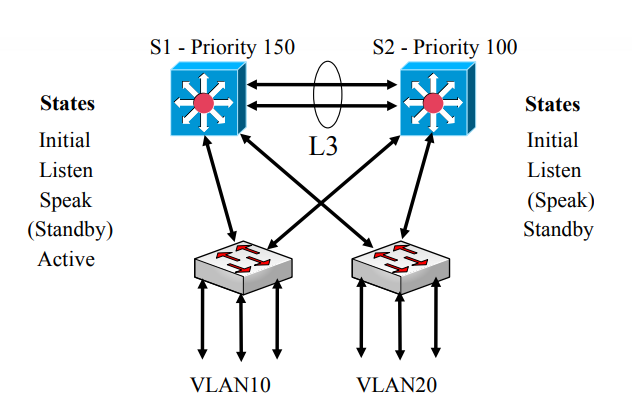 S1 - Priority 150
S2 - Priority 100
L3
States
Initial
Listen
Speak
(Standby)
Active
States
Initial
Listen
(Speak)
Standby
VLAN10
VLAN20